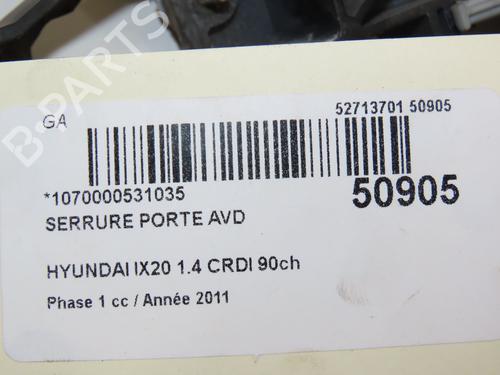 GA
52713701 50905
*1070000531035
50905
SERRURE PORTE AVD
HYUNDAI IX20 1.4 CRDI 90ch
Phase 1 cc / Année 2011
B-PARTS